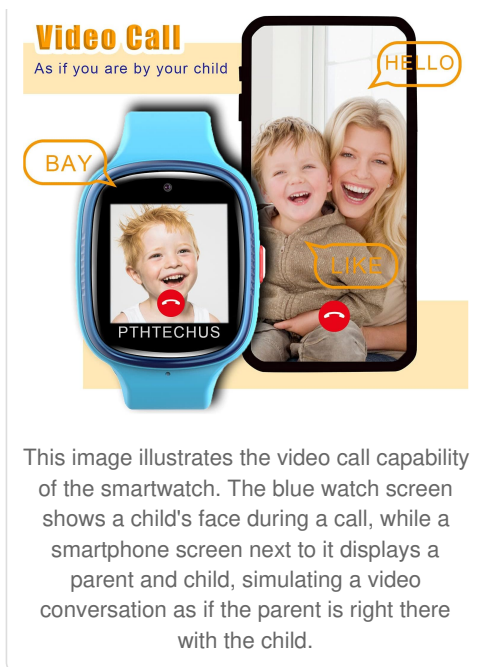 Video Call
As if you are by your child
HELLO
BAY
LIKE
PTHTECHUS
This image illustrates the video call capability
of the smartwatch. The blue watch screen
shows a child's face during a call, while a
smartphone screen next to it displays a
parent and child, simulating a video
conversation as if the parent is right there
with the child.